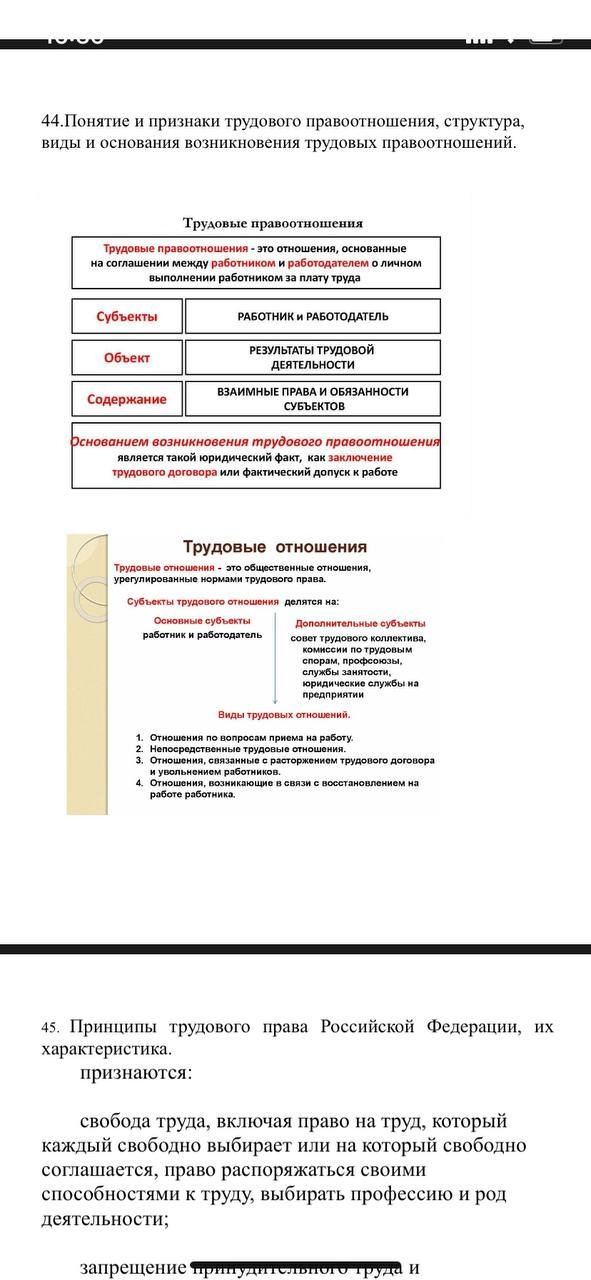 44.Понятие и признаки трудового правоотношения, структура,
виды и основания возникновения трудовых правоотношений.
Трудовые правоотношения
Трудовые правоотношения - это отношения, основанные
на соглашении между работником и работодателем о личном
выполнении работником за плату труда
Субъекты
РАБОТНИК и РАБОТОДАТЕЛЬ
Объект
РЕЗУЛЬТАТЫ ТРУДОВОЙ
ДЕЯТЕЛЬНОСТИ
Содержание
ВЗАИМНЫЕ ПРАВА И ОБЯЗАННОСТИ
СУБЪЕКТОВ
Основанием возникновения трудового правоотношения
является такой юридический факт, как заключение
трудового договора или фактический допуск к работе
Трудовые отношения
Трудовые отношения - это общественные отношения,
урегулированные нормами трудового права.
Субъекты трудового отношения делятся на:
Основные субъекты
работник и работодатель
Дополнительные субъекты
совет трудового коллектива,
комиссии по трудовым
спорам, профсоюзы,
службы занятости,
юридические службы на
предприятии
Виды трудовых отношений.
1. Отношения по вопросам приема на работу.
2. Непосредственные трудовые отношения.
3. Отношения, связанные с расторжением трудового договора
и увольнением работников.
4. Отношения, возникающие в связи с восстановлением на
работе работника.
45. Принципы трудового права Российской Федерации, их
характеристика.
признаются:
свобода труда, включая право на труд, который
каждый свободно выбирает или на который свободно
соглашается, право распоряжаться своими
способностями к труду, выбирать профессию и род
деятельности;
запрещение принудительного труда и